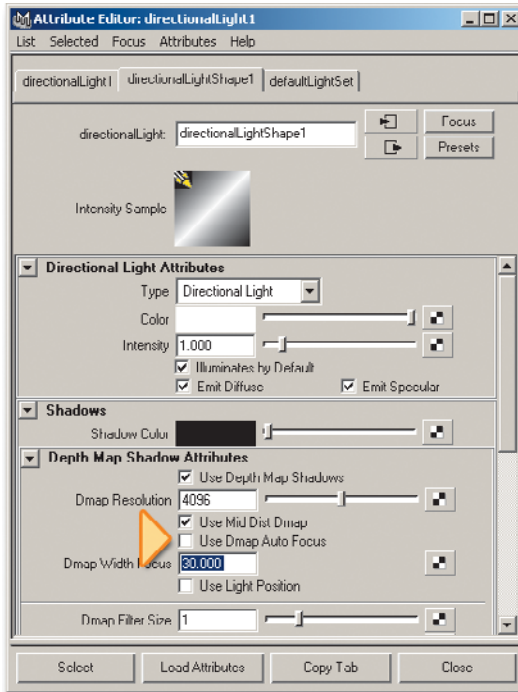 Attribute Editor: directionalLight1
List Selected Focus Attributes Help
directionalLight1 directionalLightShape1 defaultLightSet
directionalLight: directionalLightShape1
Focus
Presets
Intensity Sample
Directional Light Attributes
Type Directional Light
Color
Intensity 1.000
Illuminates by Default
Emit Diffuse Emit Specular
Shadows
Shadow Color
Depth Map Shadow Attributes
Use Depth Map Shadows
Dmap Resolution 4096
Use Mid Dist Dmap
Use Dmap Auto Focus
Dmap Width Focus 30.000
Use Light Position
Dmap Filter Size 1
Select Load Attributes Copy Tab Close